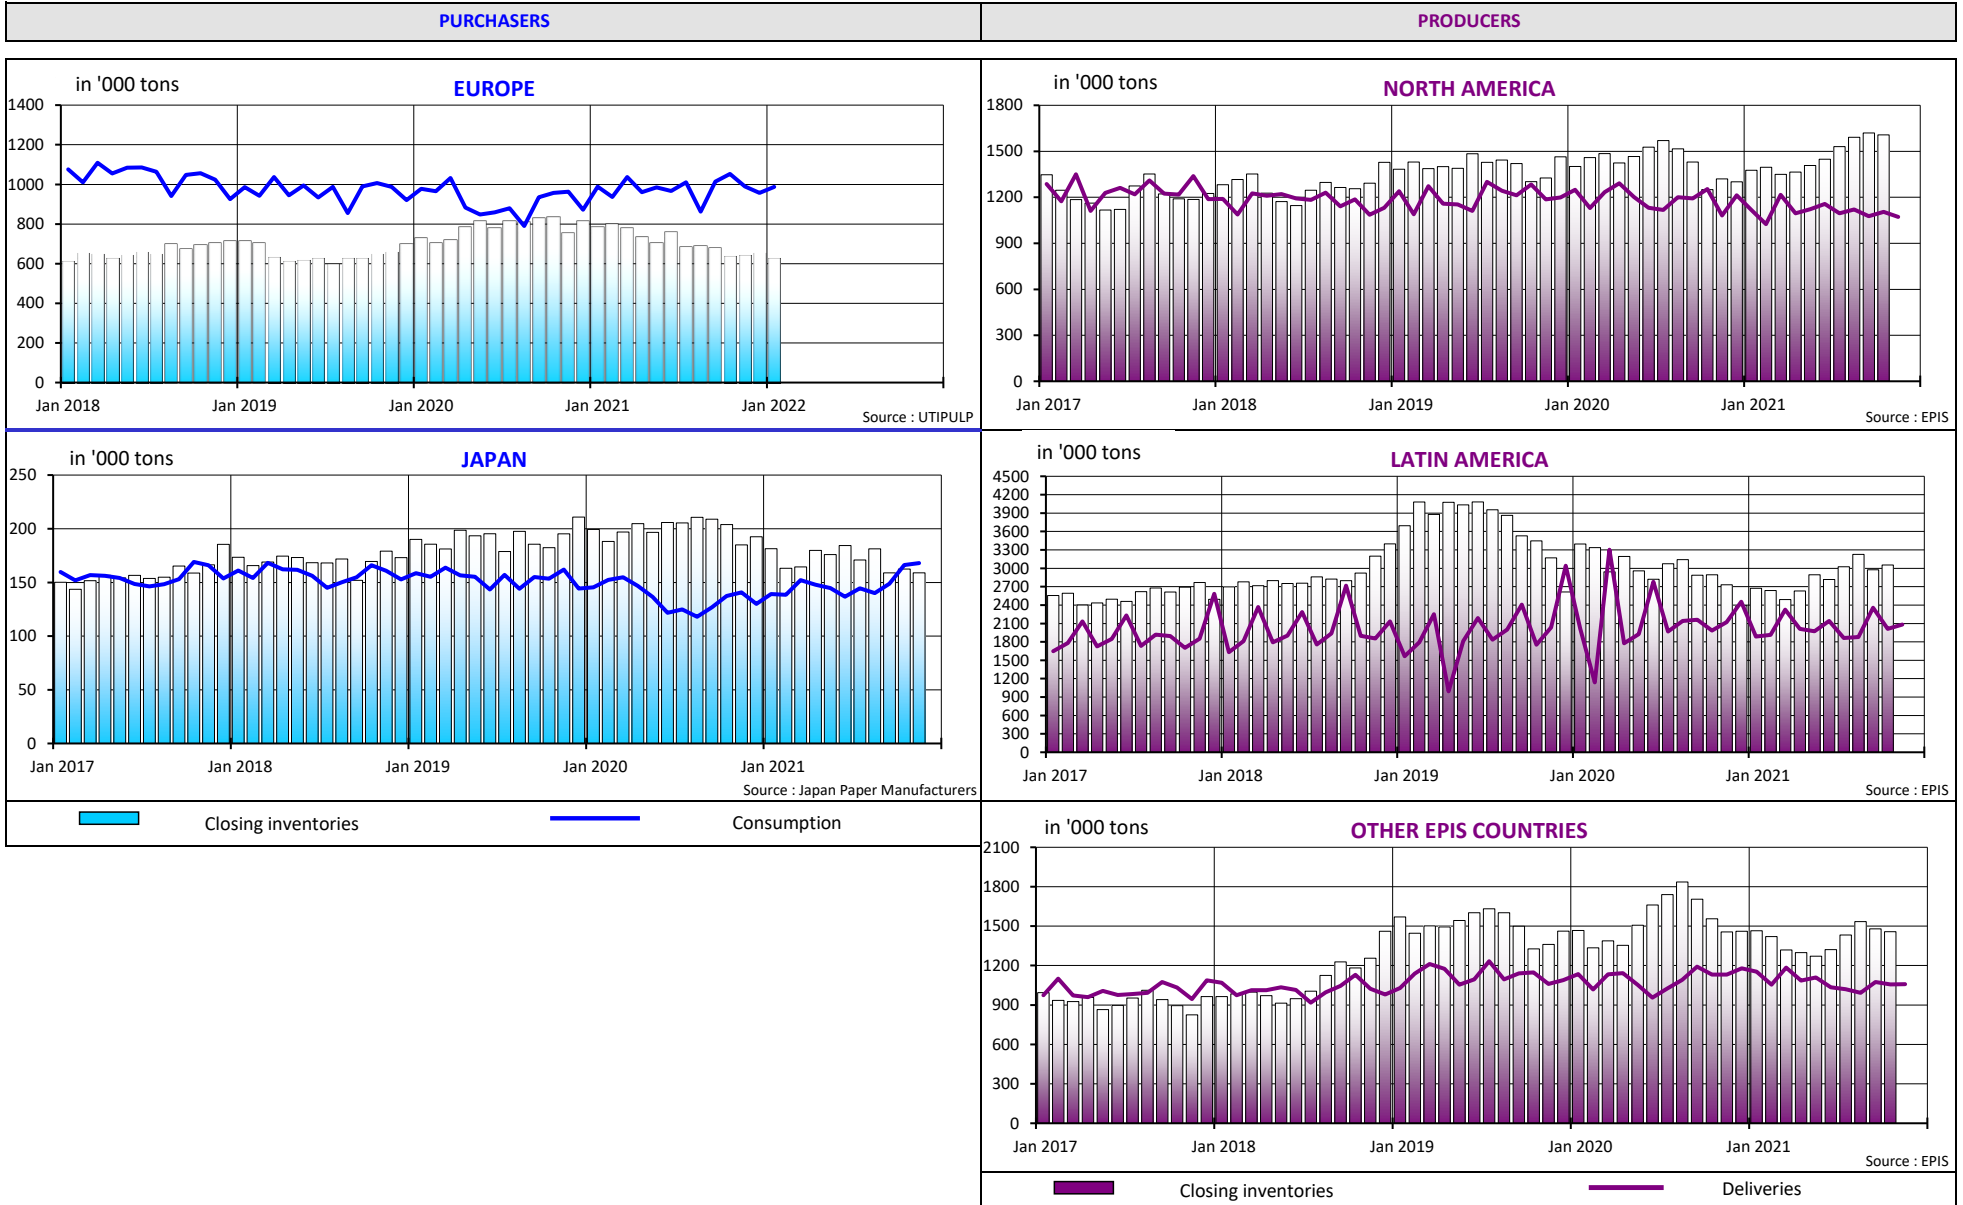 PURCHASERS
PRODUCERS
in '000 tons
EUROPE
1400
1200
1000
800
600
400
200
0
Jan 2018 Jan 2019 Jan 2020 Jan 2021 Jan 2022
Source : UTIPULP
in '000 tons
NORTH AMERICA
1800
1500
1200
900
600
300
0
Jan 2017 Jan 2018 Jan 2019 Jan 2020 Jan 2021
Source : EPIS
in '000 tons
JAPAN
250
200
150
100
50
0
Jan 2017 Jan 2018 Jan 2019 Jan 2020 Jan 2021
Source : Japan Paper Manufacturers
Closing inventories Consumption
in '000 tons
LATIN AMERICA
4500
4200
3900
3600
3300
3000
2700
2400
2100
1800
1500
1200
900
600
300
0
Jan 2017 Jan 2018 Jan 2019 Jan 2020 Jan 2021
Source : EPIS
in '000 tons
OTHER EPIS COUNTRIES
2100
1800
1500
1200
900
600
300
0
Jan 2017 Jan 2018 Jan 2019 Jan 2020 Jan 2021
Source : EPIS
Closing inventories Deliveries